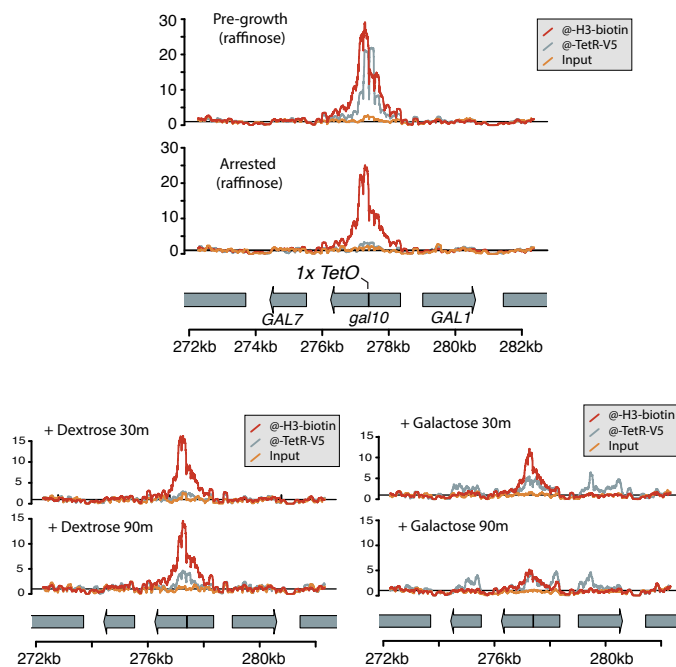 Pre-growth
(raffinose)
@-H3-biotin
@-TetR-V5
Input
30
20
10
0
Arrested
(raffinose)
30
20
10
0
1x TetO
GAL7
gal10
GAL1
272kb
274kb
276kb
278kb
280kb
282kb
+ Dextrose 30m
@-H3-biotin
@-TetR-V5
Input
15
10
5
0
+ Dextrose 90m
15
10
5
0
272kb
276kb
280kb
+ Galactose 30m
@-H3-biotin
@-TetR-V5
Input
15
10
5
0
+ Galactose 90m
15
10
5
0
272kb
276kb
280kb